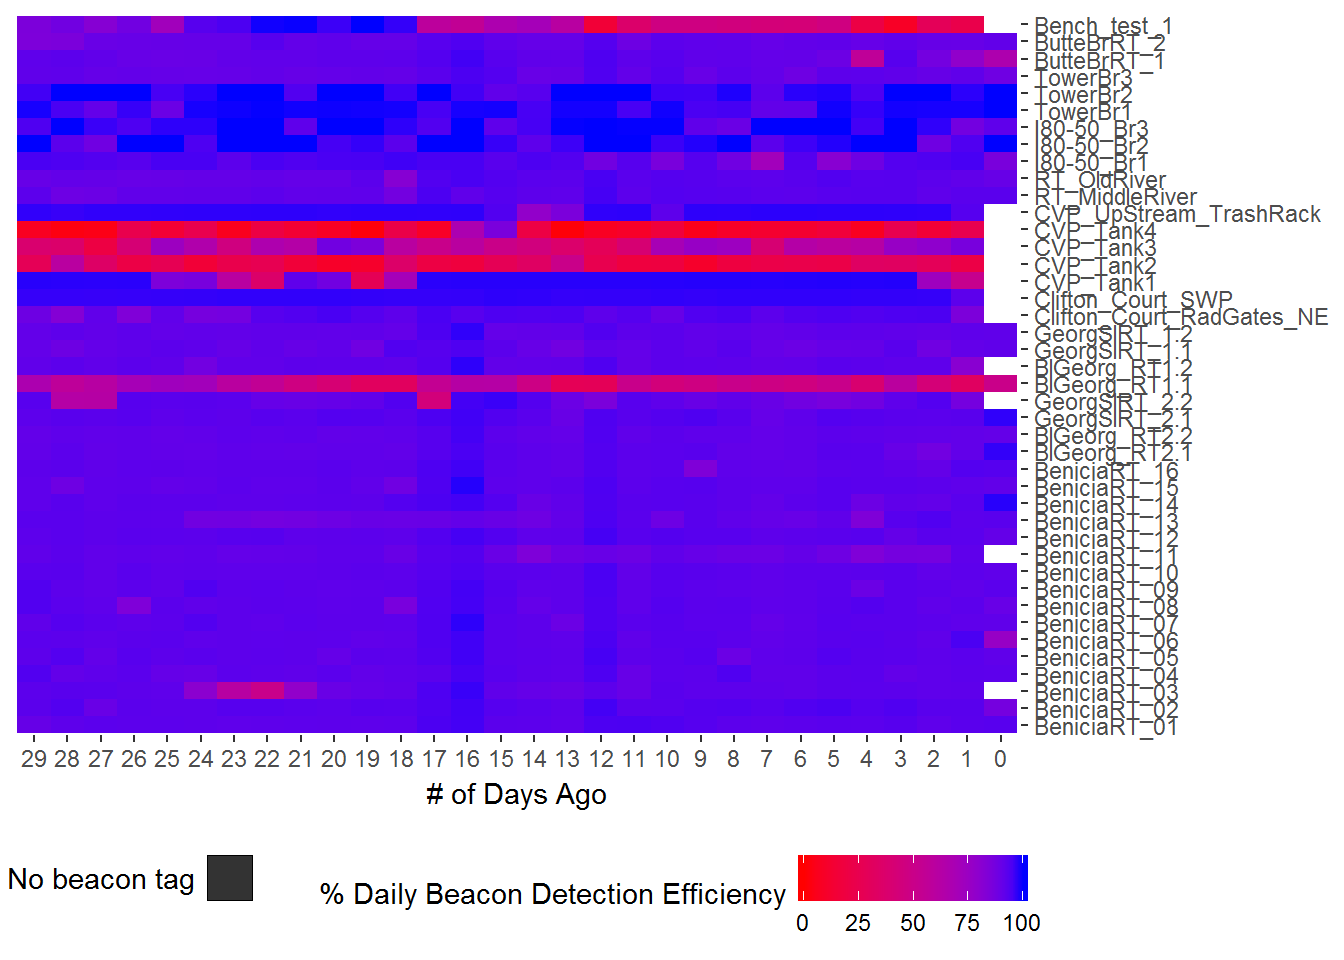 Bench_test_1
ButteBrRT_2
ButteBrRT_1
TowerBr3
TowerBr2
TowerBr1
I80-50_Br3
I80-50_Br2
I80-50_Br1
RT_OldRiver
RT_MiddleRiver
CVP_UpStream_TrashRack
CVP_Tank4
CVP_Tank3
CVP_Tank2
CVP_Tank1
Clifton_Court_SWP
Clifton_Court_RadGates_NE
GeorgSlRT_1.2
GeorgSlRT_1.1
BlGeorg_RT1.2
BlGeorg_RT1.1
GeorgSlRT_2.2
GeorgSlRT_2.1
BlGeorg_RT2.2
BlGeorg_RT2.1
BeniciaRT_16
BeniciaRT_15
BeniciaRT_14
BeniciaRT_13
BeniciaRT_12
BeniciaRT_11
BeniciaRT_10
BeniciaRT_09
BeniciaRT_08
BeniciaRT_07
BeniciaRT_06
BeniciaRT_05
BeniciaRT_04
BeniciaRT_03
BeniciaRT_02
BeniciaRT_01
29 28 27 26 25 24 23 22 21 20 19 18 17 16 15 14 13 12 11 10 9 8 7 6 5 4 3 2 1 0
# of Days Ago
No beacon tag
% Daily Beacon Detection Efficiency
0 25 50 75 100